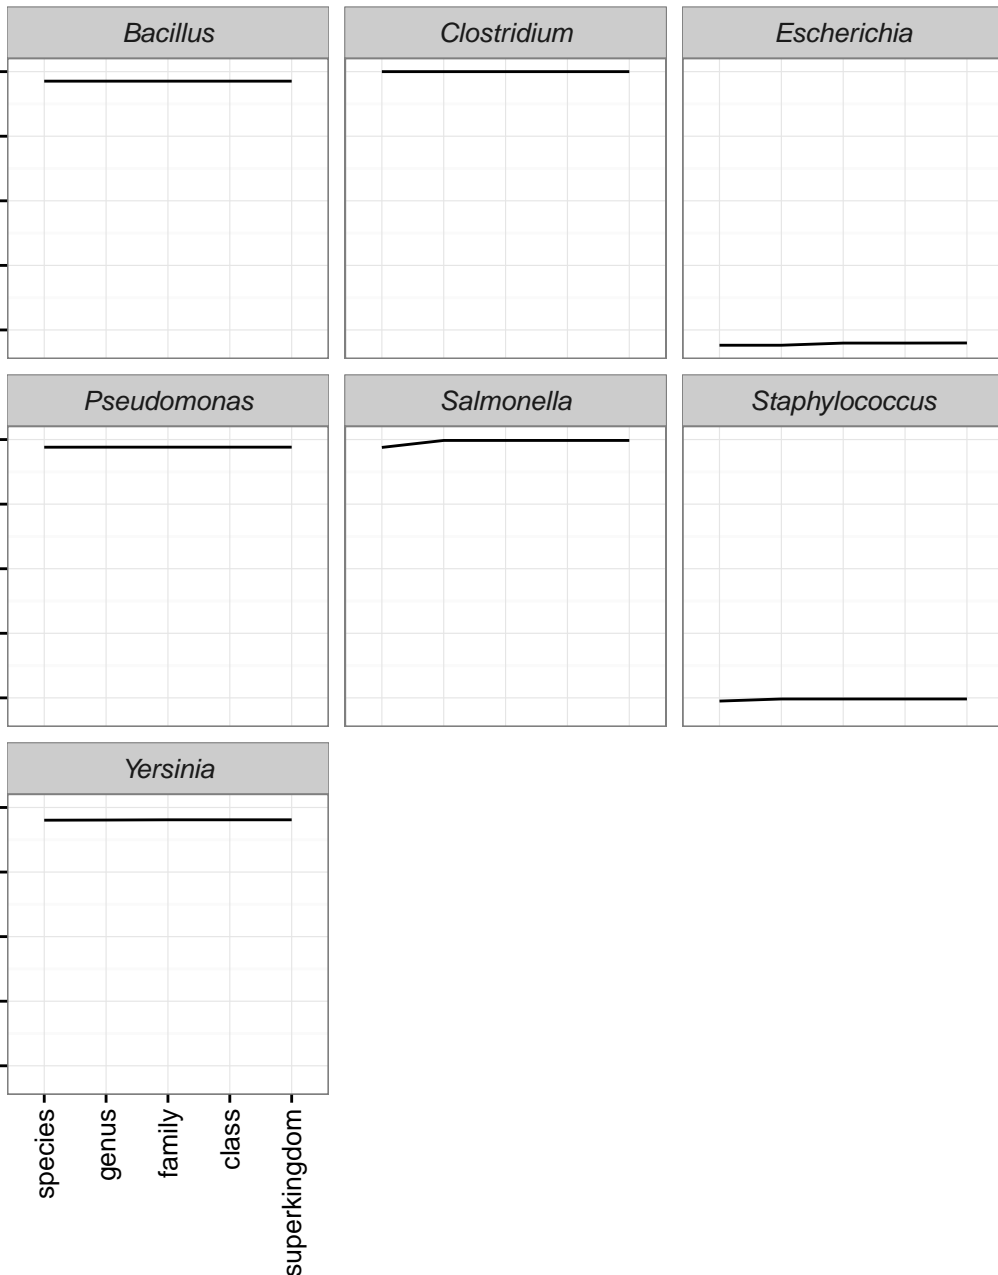 Bacillus
Clostridium
Escherichia
Pseudomonas
Salmonella
Staphylococcus
Yersinia
species
genus
family
class
superkingdom